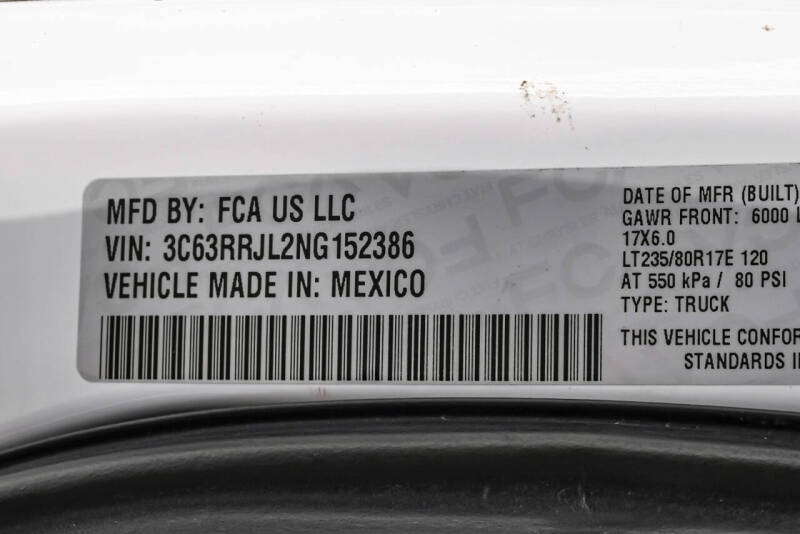 MFD BY: FCA US LLC
VIN: 3C63RRJL2NG152386
VEHICLE MADE IN: MEXICO
DATE OF MFR (BUILT)
GAWR FRONT: 6000
17X6.0
LT235/80R17E 120
AT 550 kPa / 80 PSI
TYPE: TRUCK
THIS VEHICLE
STANDARDS